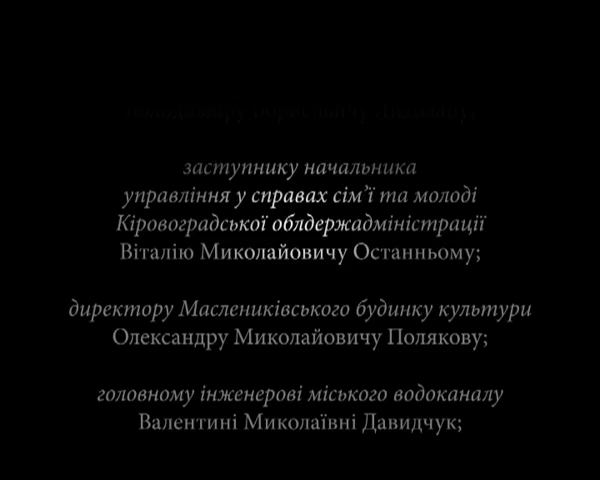 заступнику начальника
управління у справах сім’ї та молоді
Кіровоградської облдержадміністрації
Віталію Миколайовичу Останньому;
директору Маслениківського будинку культури
Олександру Миколайовичу Полякову;
головному інженерові міського водоканалу
Валентині Миколаївні Давидчук;